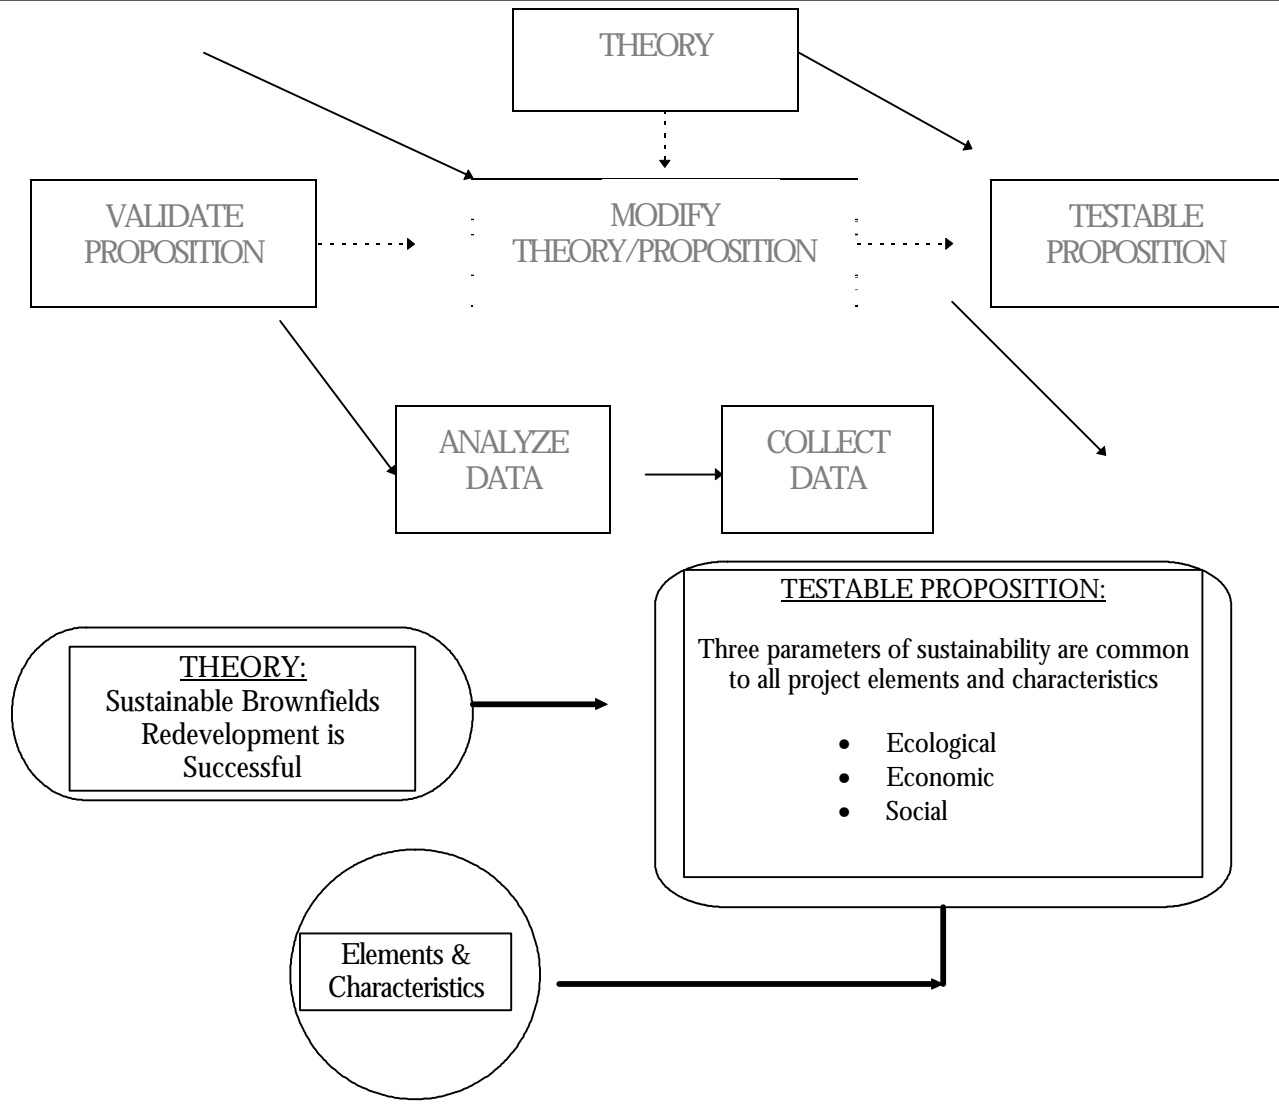 THEORY
VALIDATE
PROPOSITION
MODIFY
THEORY/PROPOSITION
TESTABLE
PROPOSITION
ANALYZE
DATA
COLLECT
DATA
THEORY:
Sustainable Brownfields
Redevelopment is
Successful
TESTABLE PROPOSITION:
Three parameters of sustainability are common
to all project elements and characteristics
• Ecological
• Economic
• Social
Elements &
Characteristics